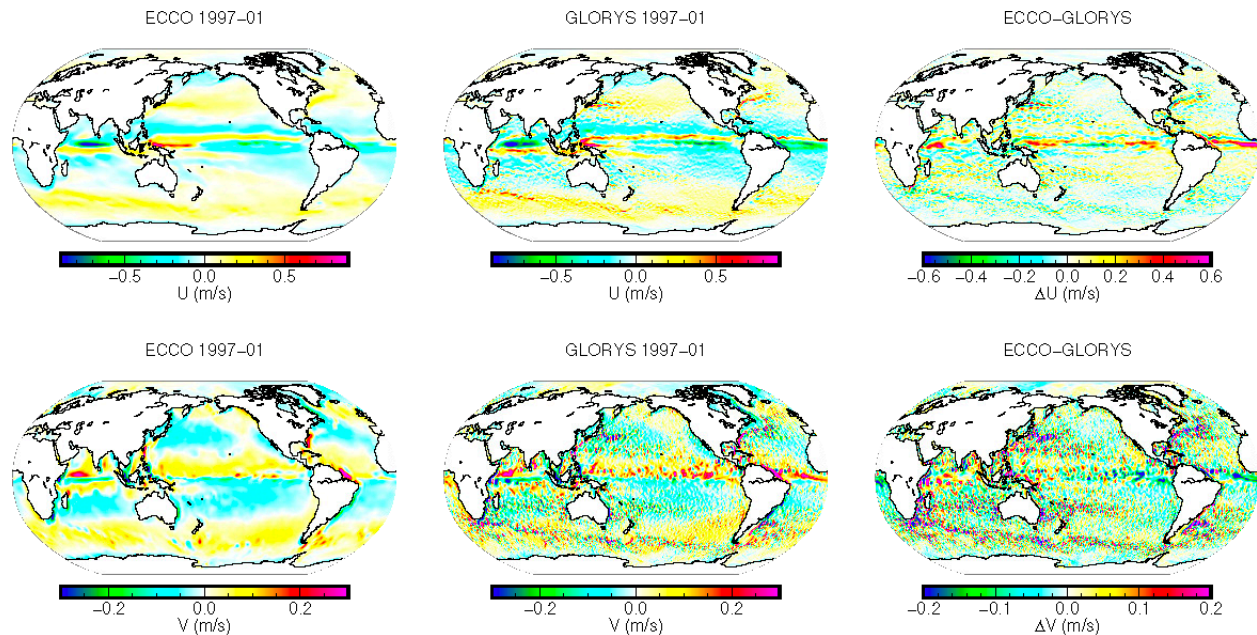 ECCO 1997-01
GLORYS 1997-01
ECCO-GLORYS
-0.5 0.0 0.5
U (m/s)
-0.5 0.0 0.5
U (m/s)
-0.6 -0.4 -0.2 0.0 0.2 0.4 0.6
ΔU (m/s)
ECCO 1997-01
GLORYS 1997-01
ECCO-GLORYS
-0.2 0.0 0.2
V (m/s)
-0.2 0.0 0.2
V (m/s)
-0.2 -0.1 0.0 0.1 0.2
ΔV (m/s)